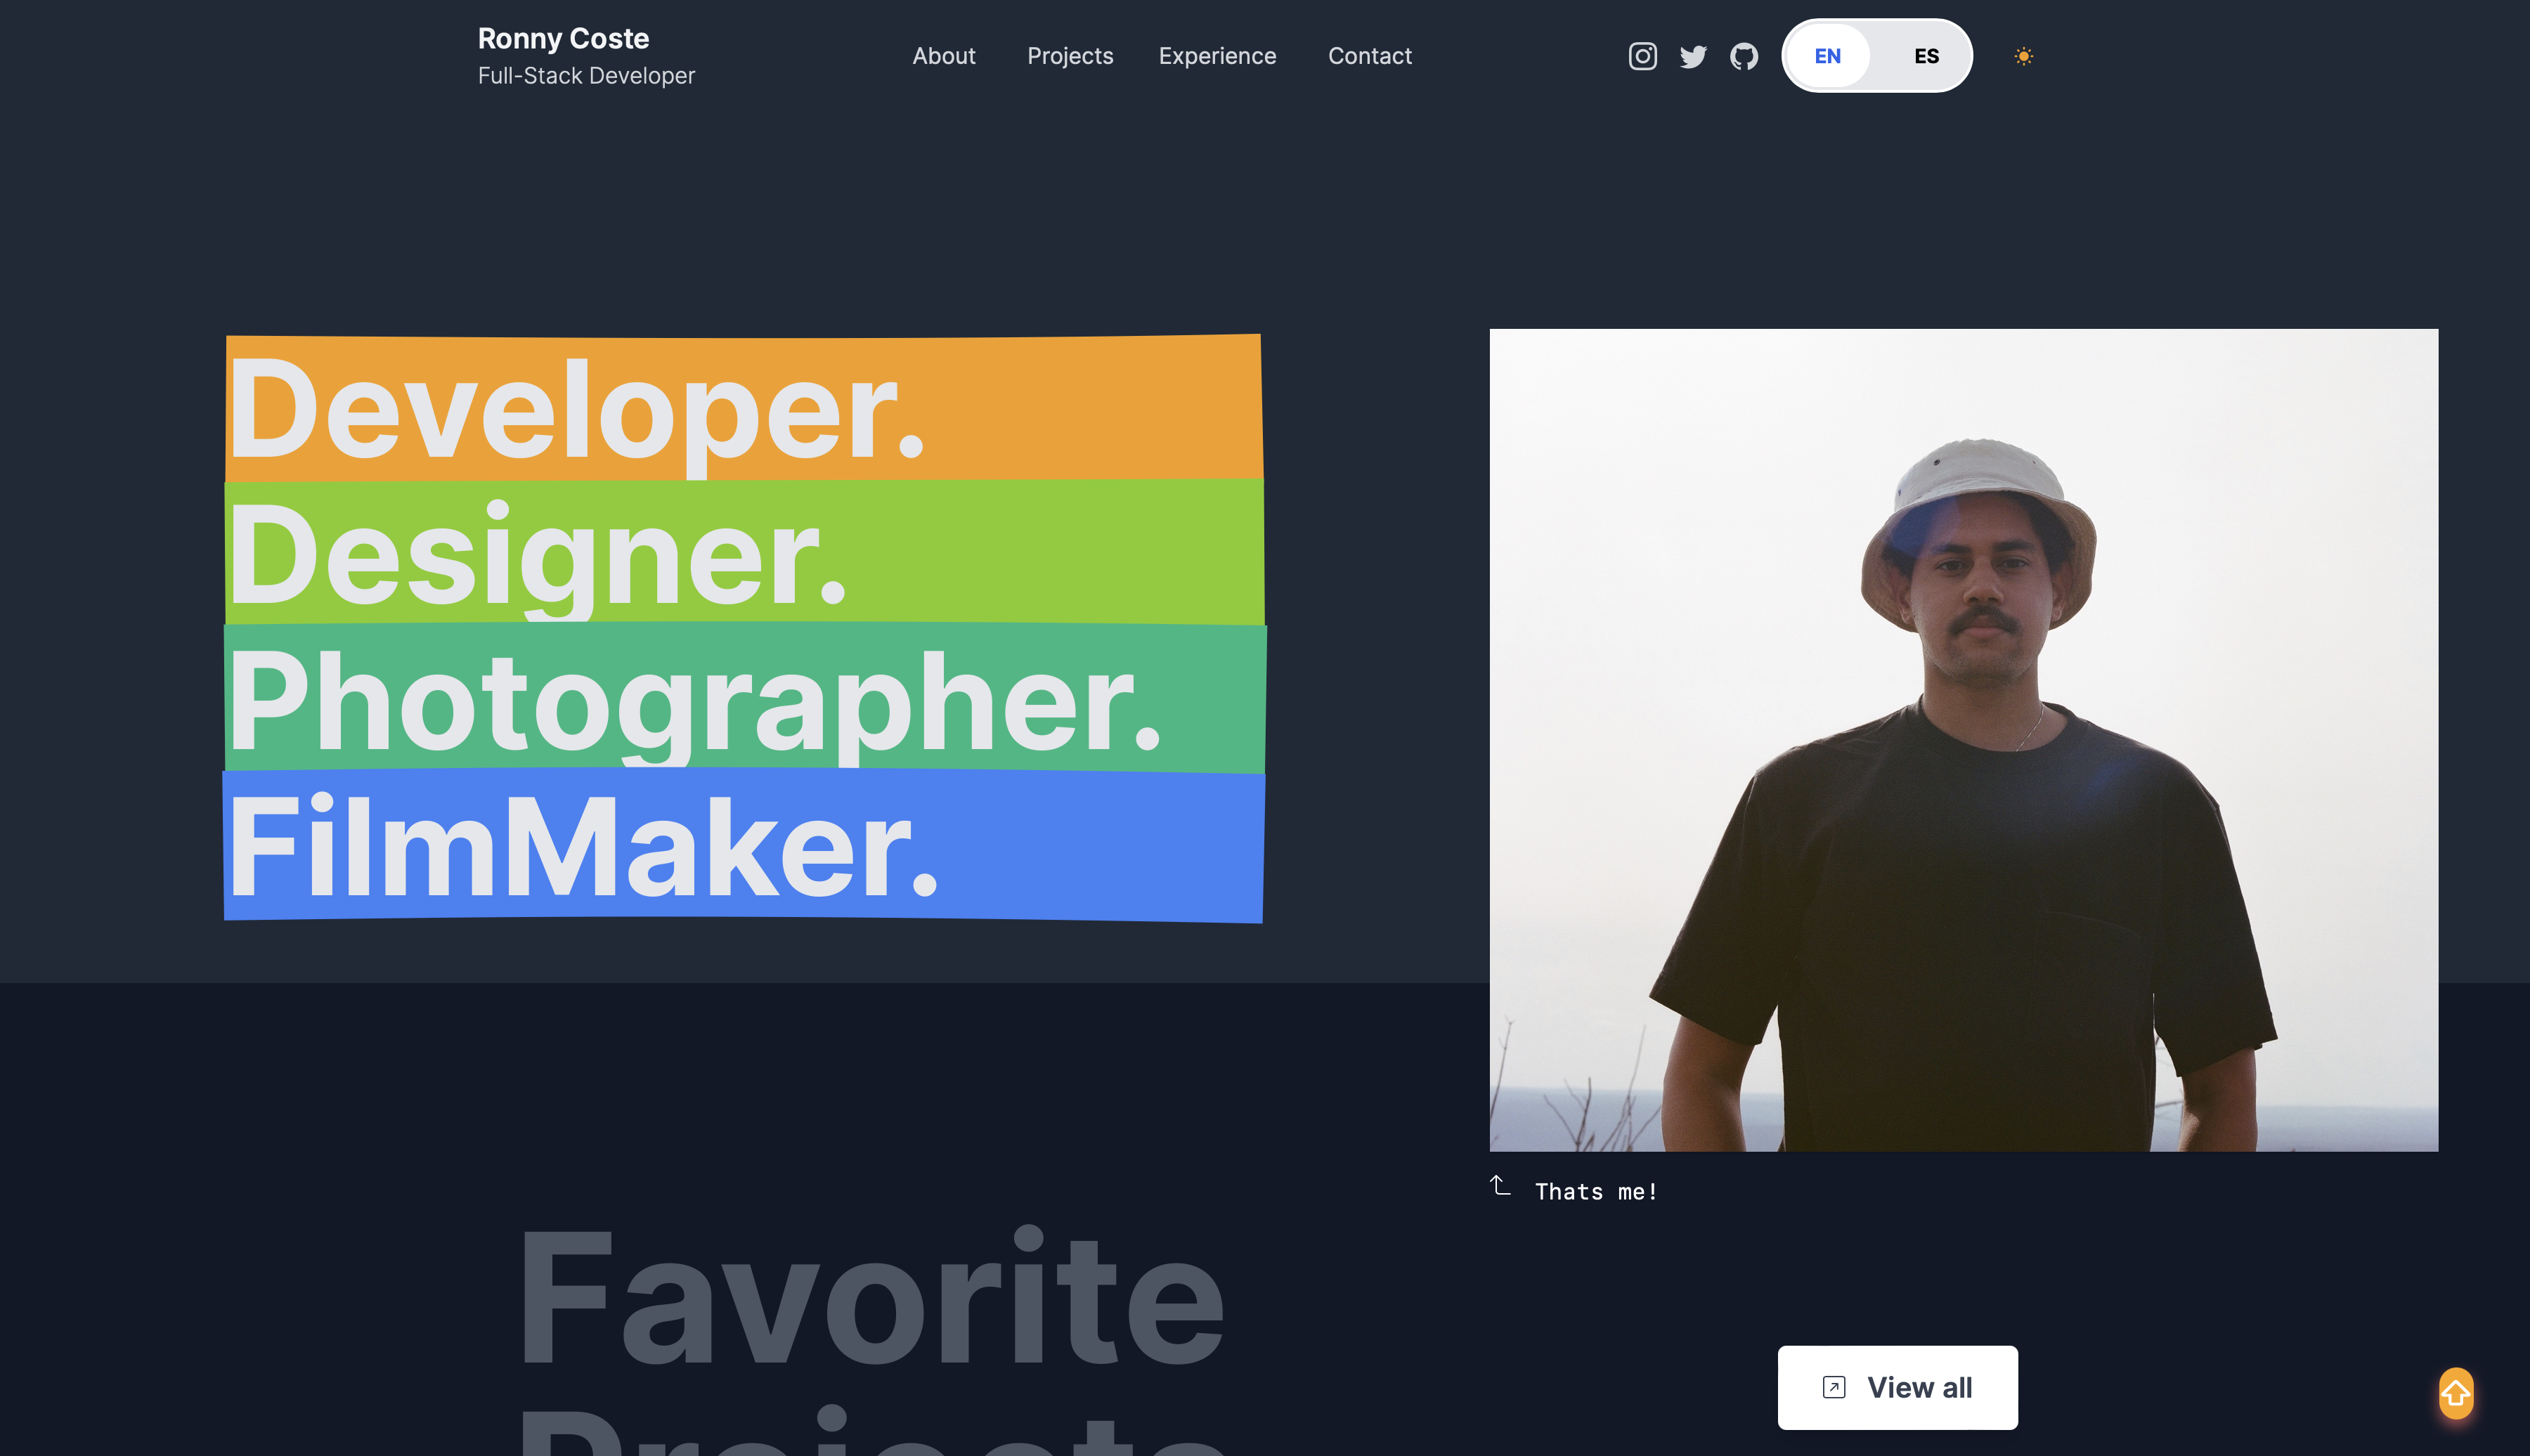 Ronny Coste
Full-Stack Developer
About Projects Experience Contact
EN ES
Developer.
Designer.
Photographer.
FilmMaker.
Thats me!
Favorite
Projects
View all